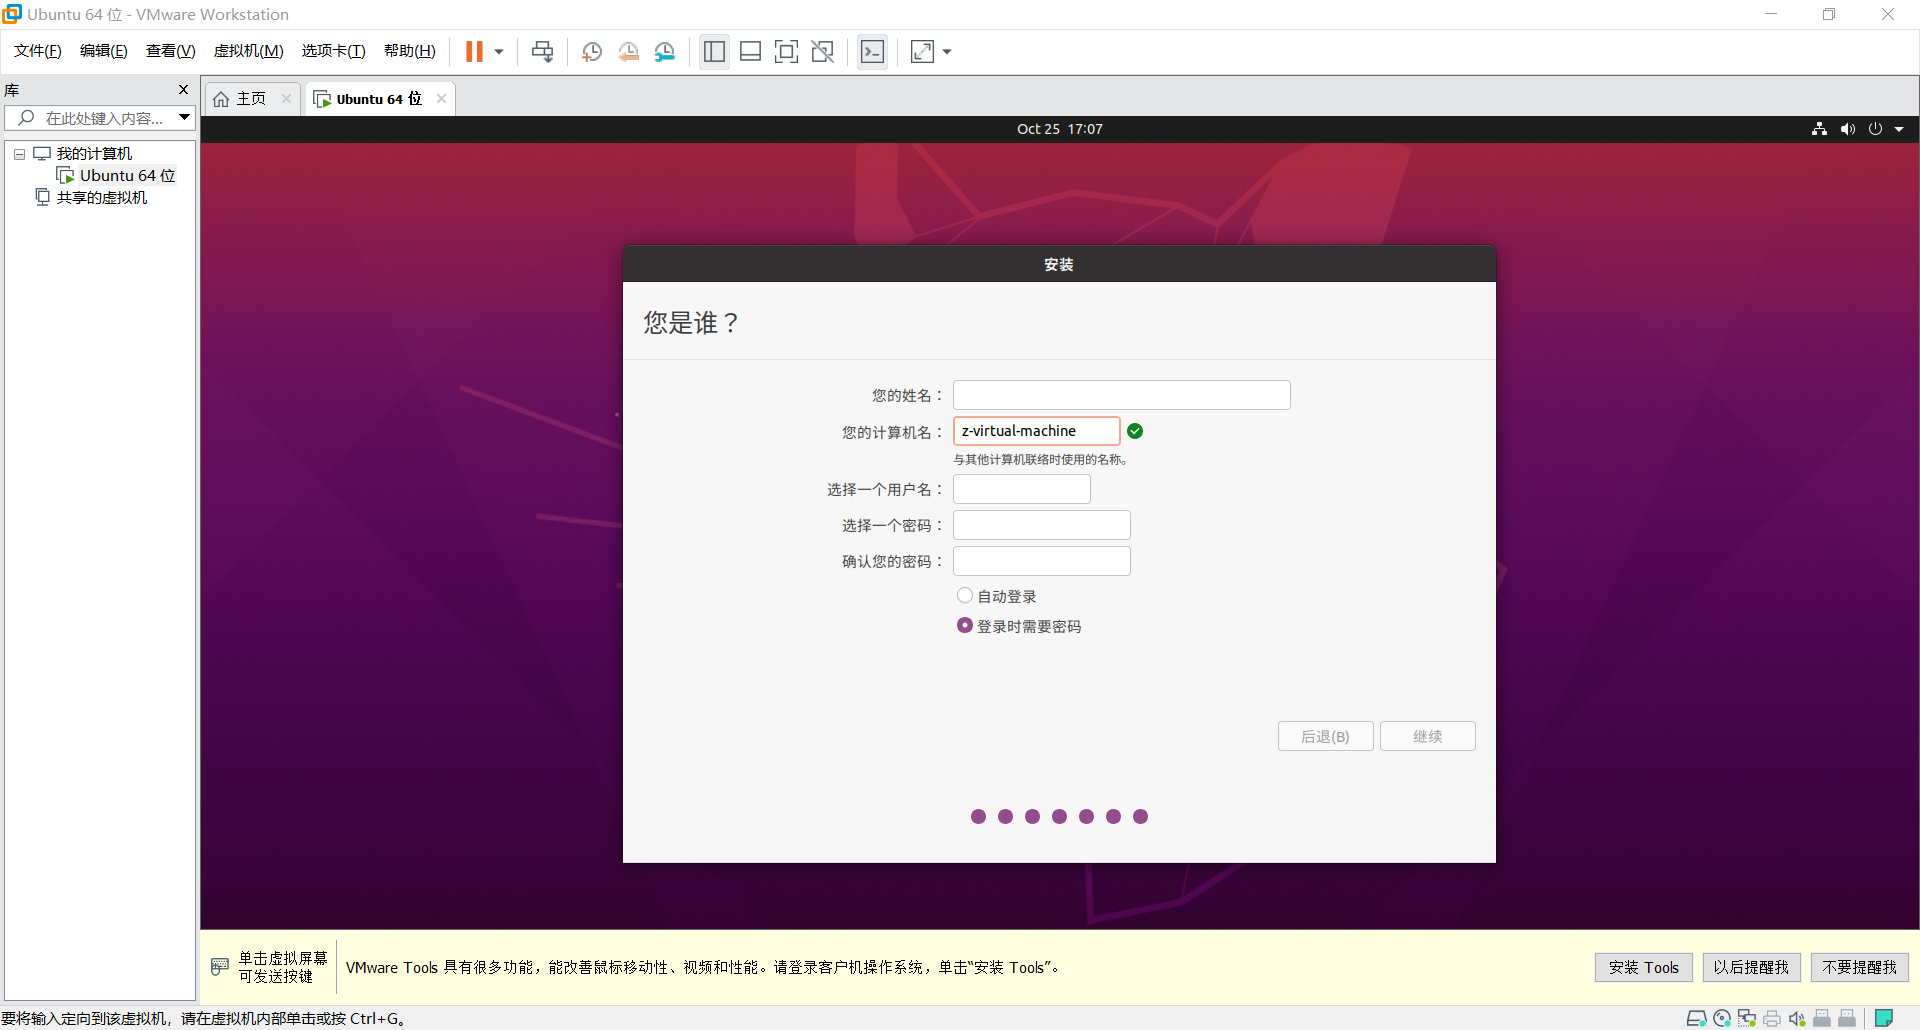 Ubuntu 64 位 - VMware Workstation
文件(F) 编辑(E) 查看(V) 虚拟机(M) 选项卡(T) 帮助(H)
库
主页
Ubuntu 64 位
在此处键入内容...
我的计算机
Ubuntu 64 位
共享的虚拟机
Oct 25 17:07
安装
您是谁？
您的姓名：
您的计算机名： z-virtual-machine
与其他计算机联络时使用的名称。
选择一个用户名：
选择一个密码：
确认您的密码：
自动登录
登录时需要密码
后退(B) 继续
单击虚拟屏幕
可发送按键
VMware Tools 具有很多功能，能改善鼠标移动性、视频和性能。请登录客户机操作系统，单击“安装 Tools”。
安装 Tools 以后提醒我 不要提醒我
要将输入定向到该虚拟机，请在虚拟机内部单击或按 Ctrl+G。